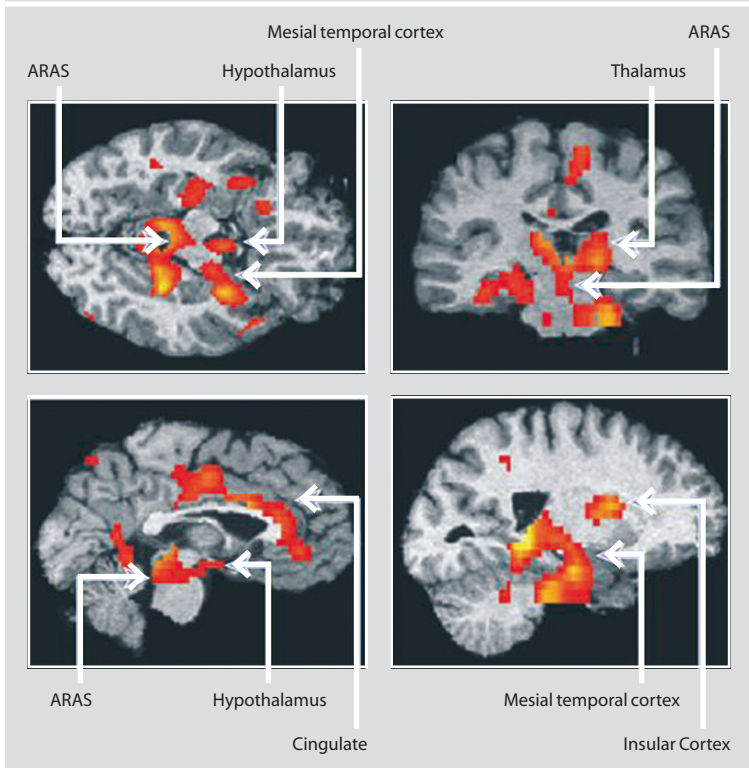 Mesial temporal cortex
ARAS
ARAS
Hypothalamus
Thalamus
ARAS
Hypothalamus
Mesial temporal cortex
Cingulate
Insular Cortex